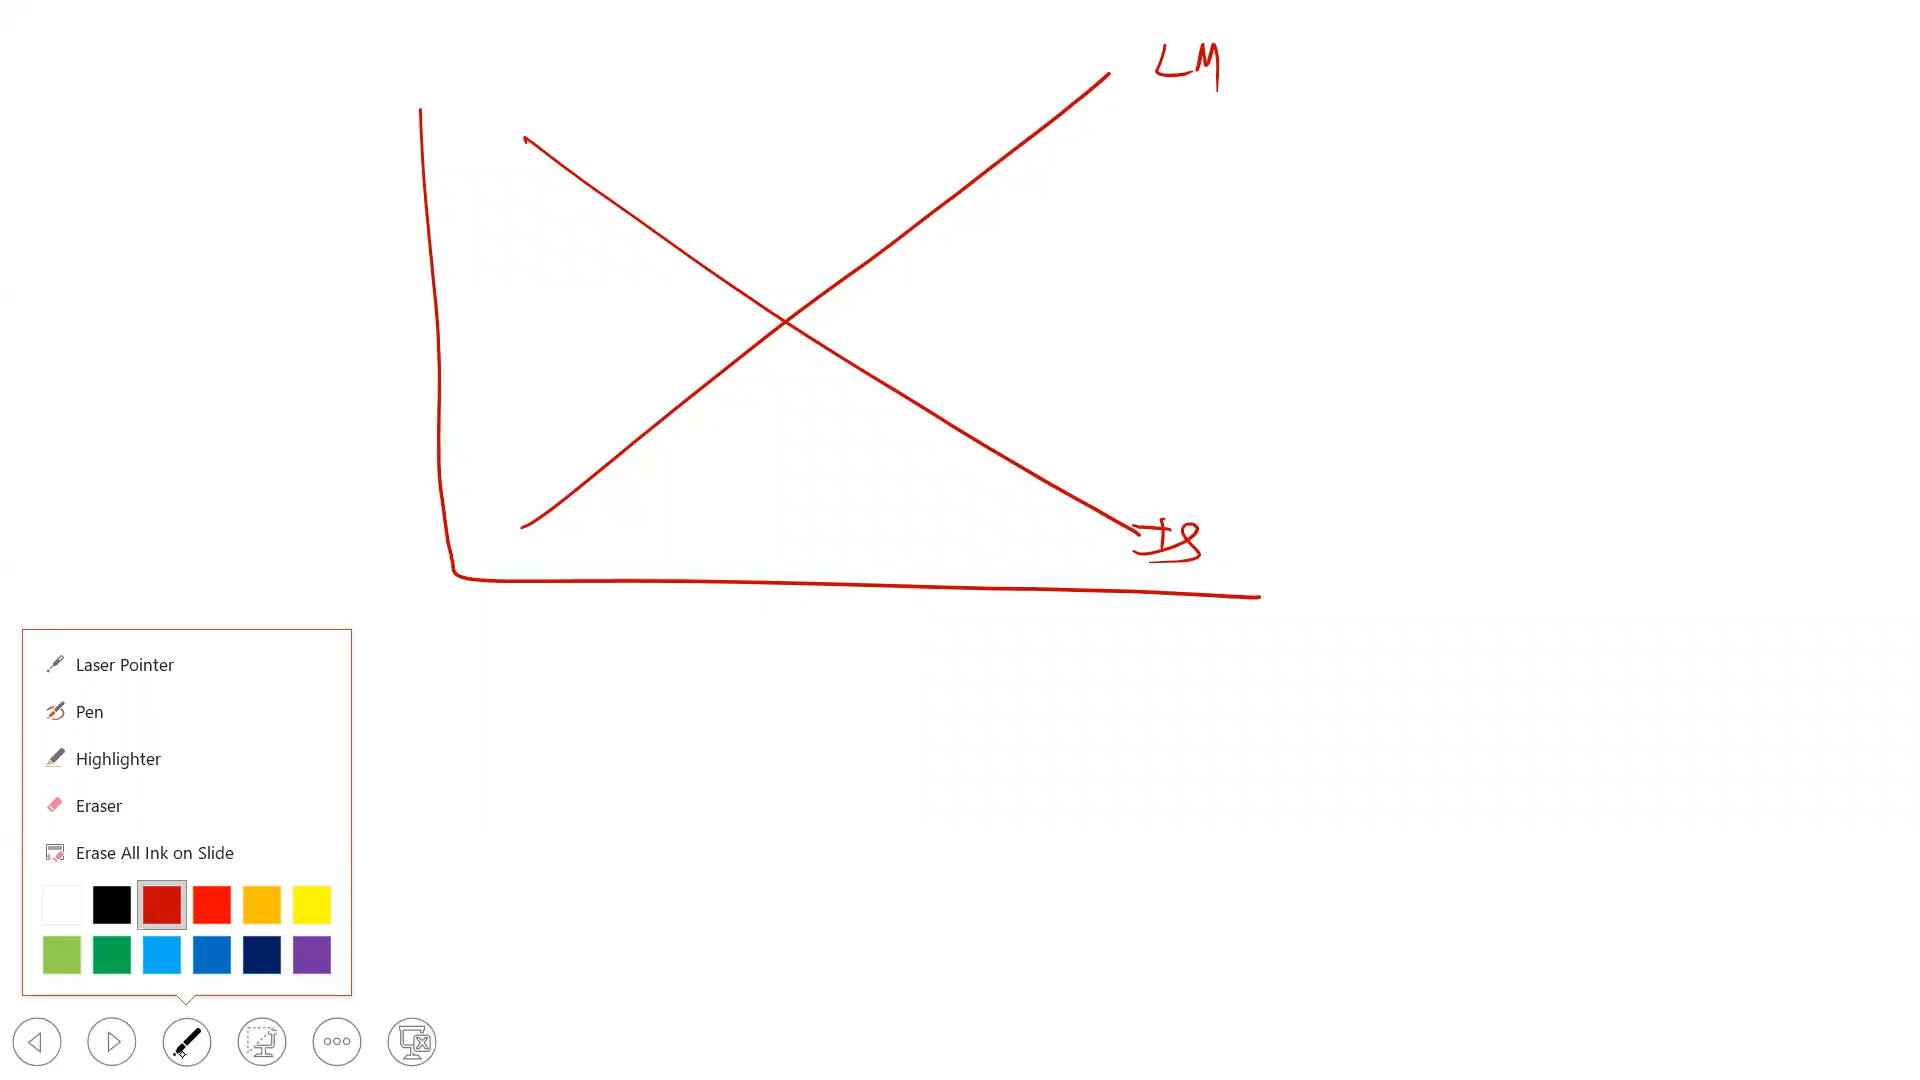 LM
IS
Laser Pointer
Pen
Highlighter
Eraser
Erase All Ink on Slide